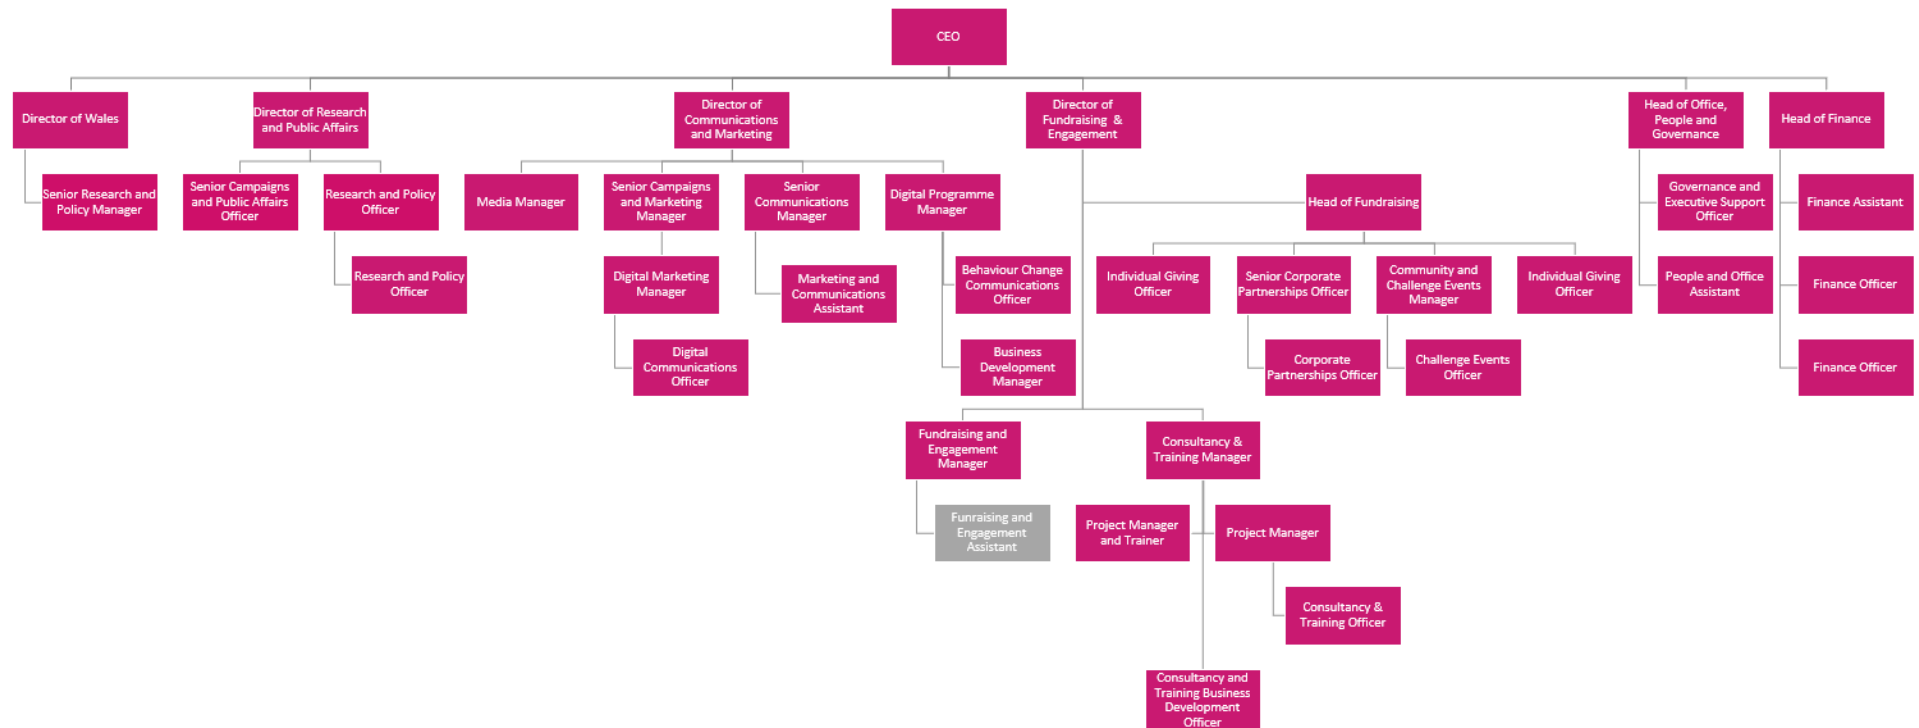 CEO
Director of Wales
Director of Research
and Public Affairs
Director of
Communications
and Marketing
Director of
Fundraising &
Engagement
Head of Office,
People and
Governance
Head of Finance
Senior Research and
Policy Manager
Senior Campaigns
and Public Affairs
Officer
Research and Policy
Officer
Media Manager
Senior Campaigns
and Marketing
Manager
Senior
Communications
Manager
Digital Programme
Manager
Head of Fundraising
Governance and
Executive Support
Officer
Finance Assistant
Research and Policy
Officer
Digital Marketing
Manager
Marketing and
Communications
Assistant
Behaviour Change
Communications
Officer
Individual Giving
Officer
Senior Corporate
Partnerships Officer
Community and
Challenge Events
Manager
Individual Giving
Officer
People and Office
Assistant
Finance Officer
Digital
Communications
Officer
Business
Development
Manager
Corporate
Partnerships Officer
Challenge Events
Officer
Finance Officer
Fundraising and
Engagement
Manager
Consultancy &
Training Manager
Funraising and
Engagement
Assistant
Project Manager
and Trainer
Project Manager
Consultancy &
Training Officer
Consultancy and
Training Business
Development
Officer